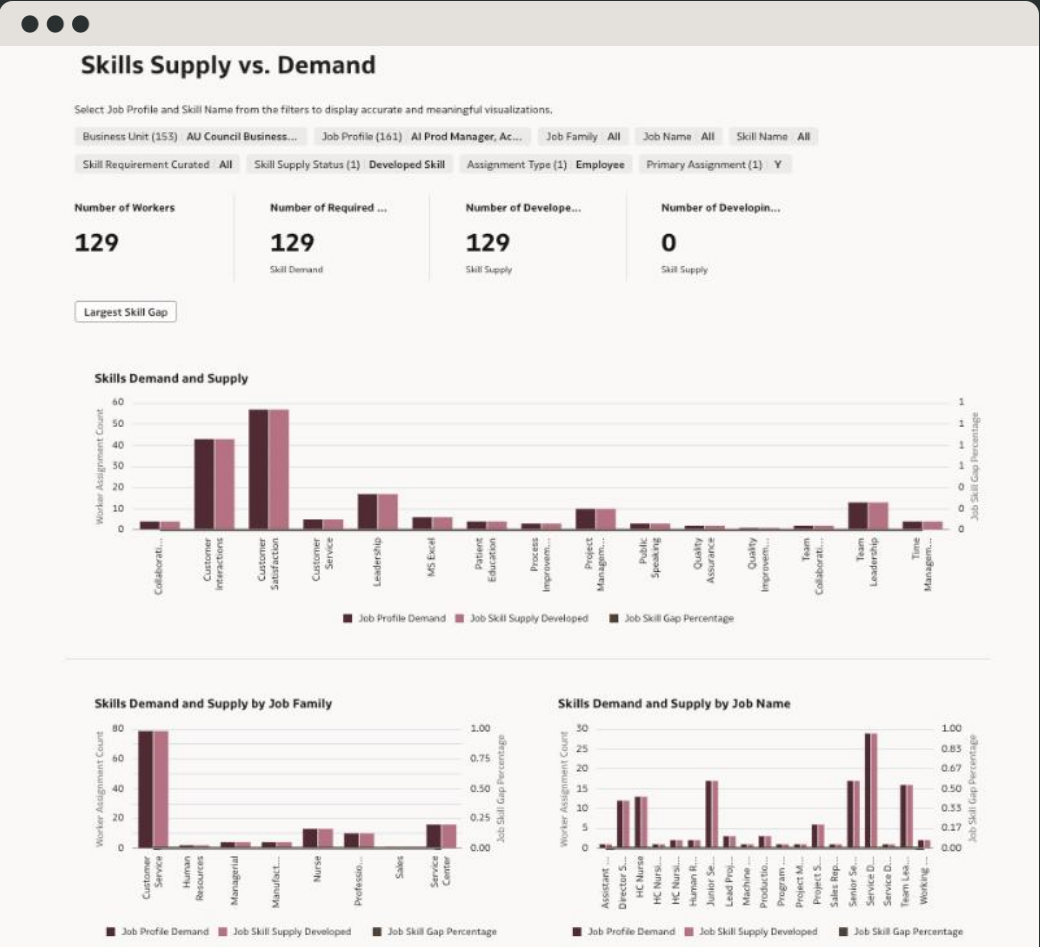 Skills Supply vs. Demand
Select Job Profile and Skill Name from the filters to display accurate and meaningful visualizations.
Business Unit (153) AU Council Business... Job Profile (161) AI Prod Manager, Ac... Job Family All Job Name All Skill Name All
Skill Requirement Curated All Skill Supply Status (1) Developed Skill Assignment Type (1) Employee Primary Assignment (1) Y
Number of Workers
129
Number of Required ...
129
Skill Demand
Number of Develope...
129
Skill Supply
Number of Developin...
0
Skill Supply
Largest Skill Gap
Skills Demand and Supply
Worker Assignment Count
60
50
40
30
20
10
0
1
1
1
1
0
0
0
Job Skill Gap Percentage
Collaborati...
Customer
Interactions
Customer
Satisfaction
Customer
Service
Leadership
MS Excel
Patient
Education
Process
Improvem...
Project
Managem...
Public
Speaking
Quality
Assurance
Quality
Improvem...
Team
Collaborati...
Team
Leadership
Time
Managem...
Job Profile Demand Job Skill Supply Developed Job Skill Gap Percentage
Skills Demand and Supply by Job Family
Worker Assignment Count
80
60
40
20
0
1.00
0.75
0.50
0.25
0.00
Job Skill Gap Percentage
Customer
Service
Human
Resources
Managerial
Manufact...
Nurse
Professio...
Sales
Service
Center
Job Profile Demand Job Skill Supply Developed Job Skill Gap Percentage
Skills Demand and Supply by Job Name
Worker Assignment Count
30
25
20
15
10
5
0
1.00
0.83
0.67
0.50
0.33
0.17
0.00
Job Skill Gap Percentage
Assistant ...
Director S...
HC Nurse
HC Nursi...
HC Nursi...
Human R...
Junior Se...
Lead Proj...
Machine ...
Productio...
Program ...
Project M...
Project S...
Sales Rep...
Senior Se...
Service D...
Service D...
Team Lea...
Working ...
Job Profile Demand Job Skill Supply Developed Job Skill Gap Percentage